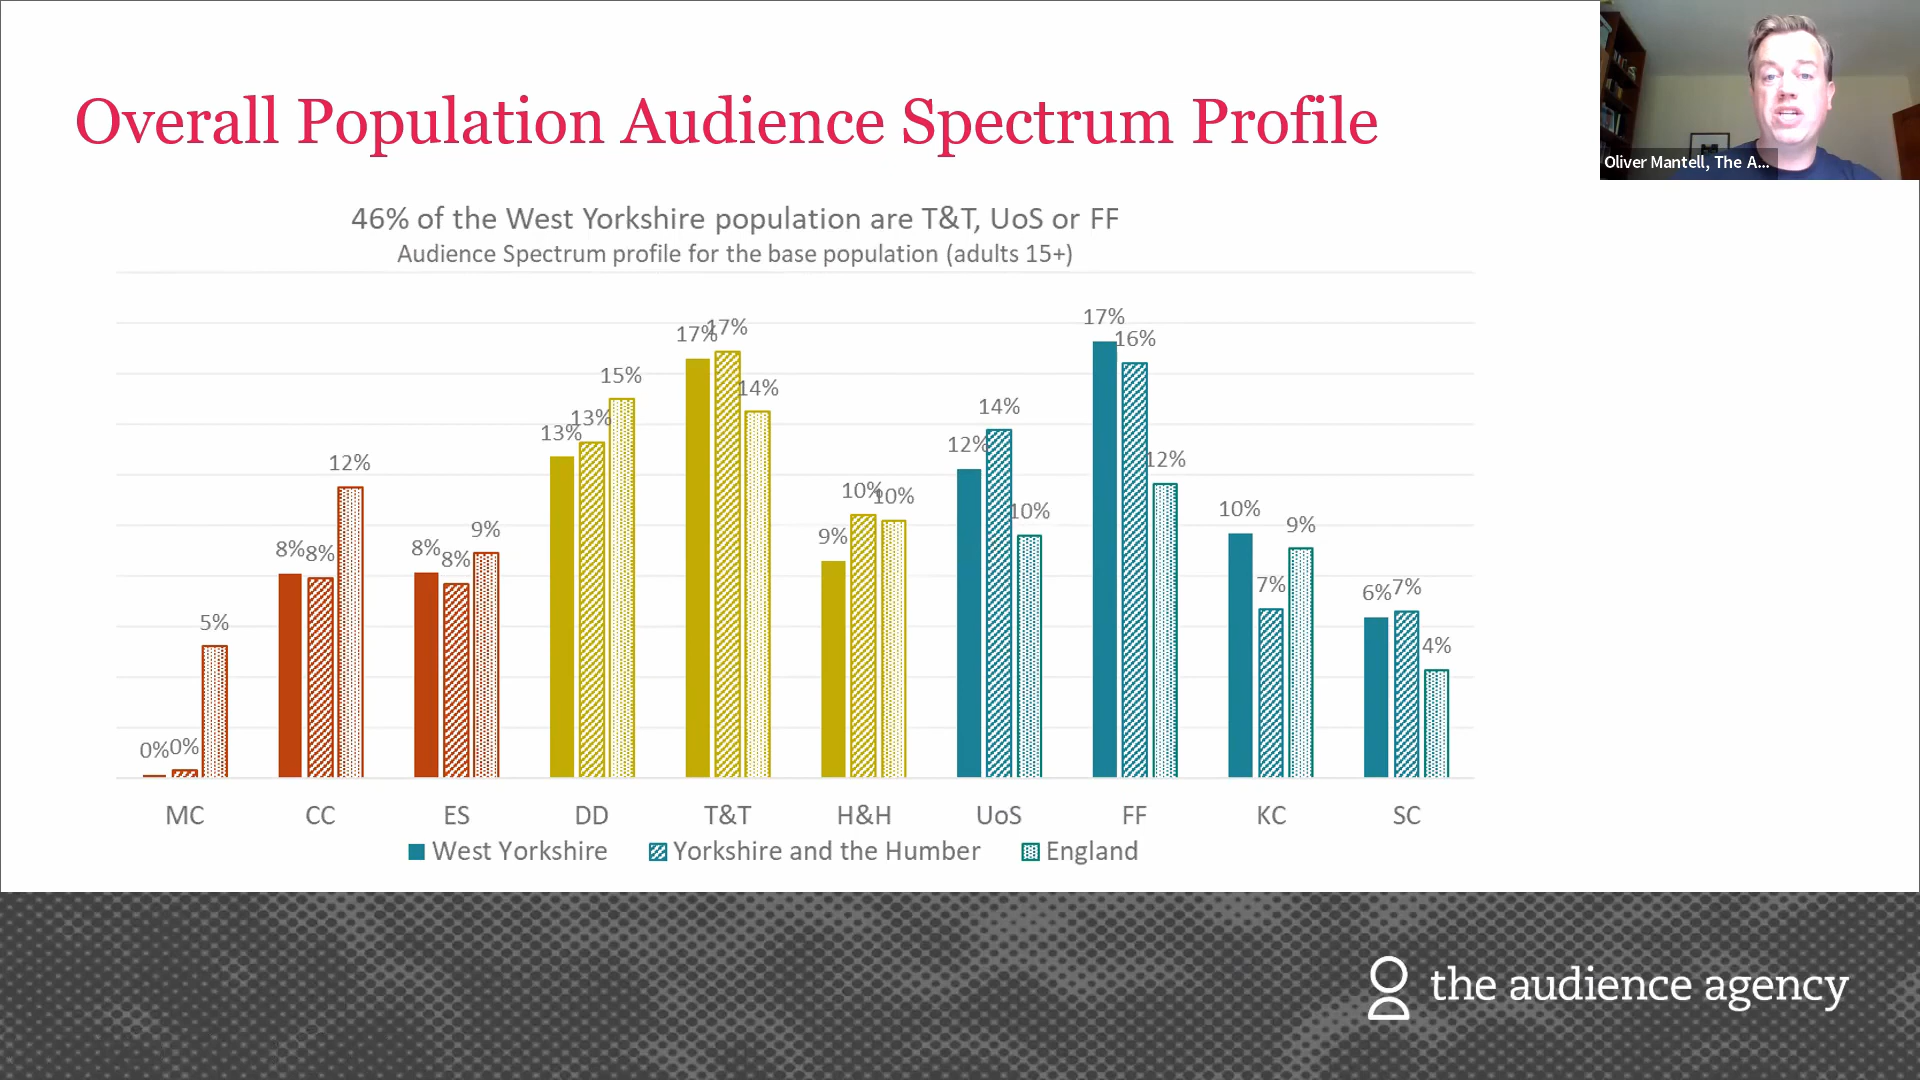 Overall Population Audience Spectrum Profile
Oliver Mantell, The A...
46% of the West Yorkshire population are T&T, UoS or FF
Audience Spectrum profile for the base population (adults 15+)
0% 0% 5%
8% 8% 12%
8% 8% 9%
13% 13% 15%
17% 17% 14%
9% 10% 10%
12% 14% 10%
17% 16% 12%
10% 7% 9%
6% 7% 4%
MC CC ES DD T&T H&H UoS FF KC SC
West Yorkshire Yorkshire and the Humber England
the audience agency